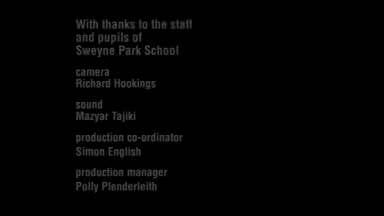 With thanks to the staff
and pupils of
Sweyne Park School
camera
Richard Hookings
sound
Mazyar Tajiki
production co-ordinator
Simon English
production manager
Polly Plenderleith